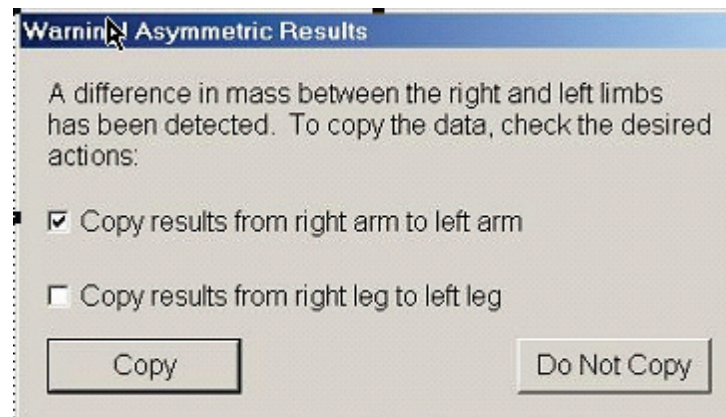 Warning! Asymmetric Results
A difference in mass between the right and left limbs
has been detected. To copy the data, check the desired
actions:
Copy results from right arm to left arm
Copy results from right leg to left leg
Copy
Do Not Copy